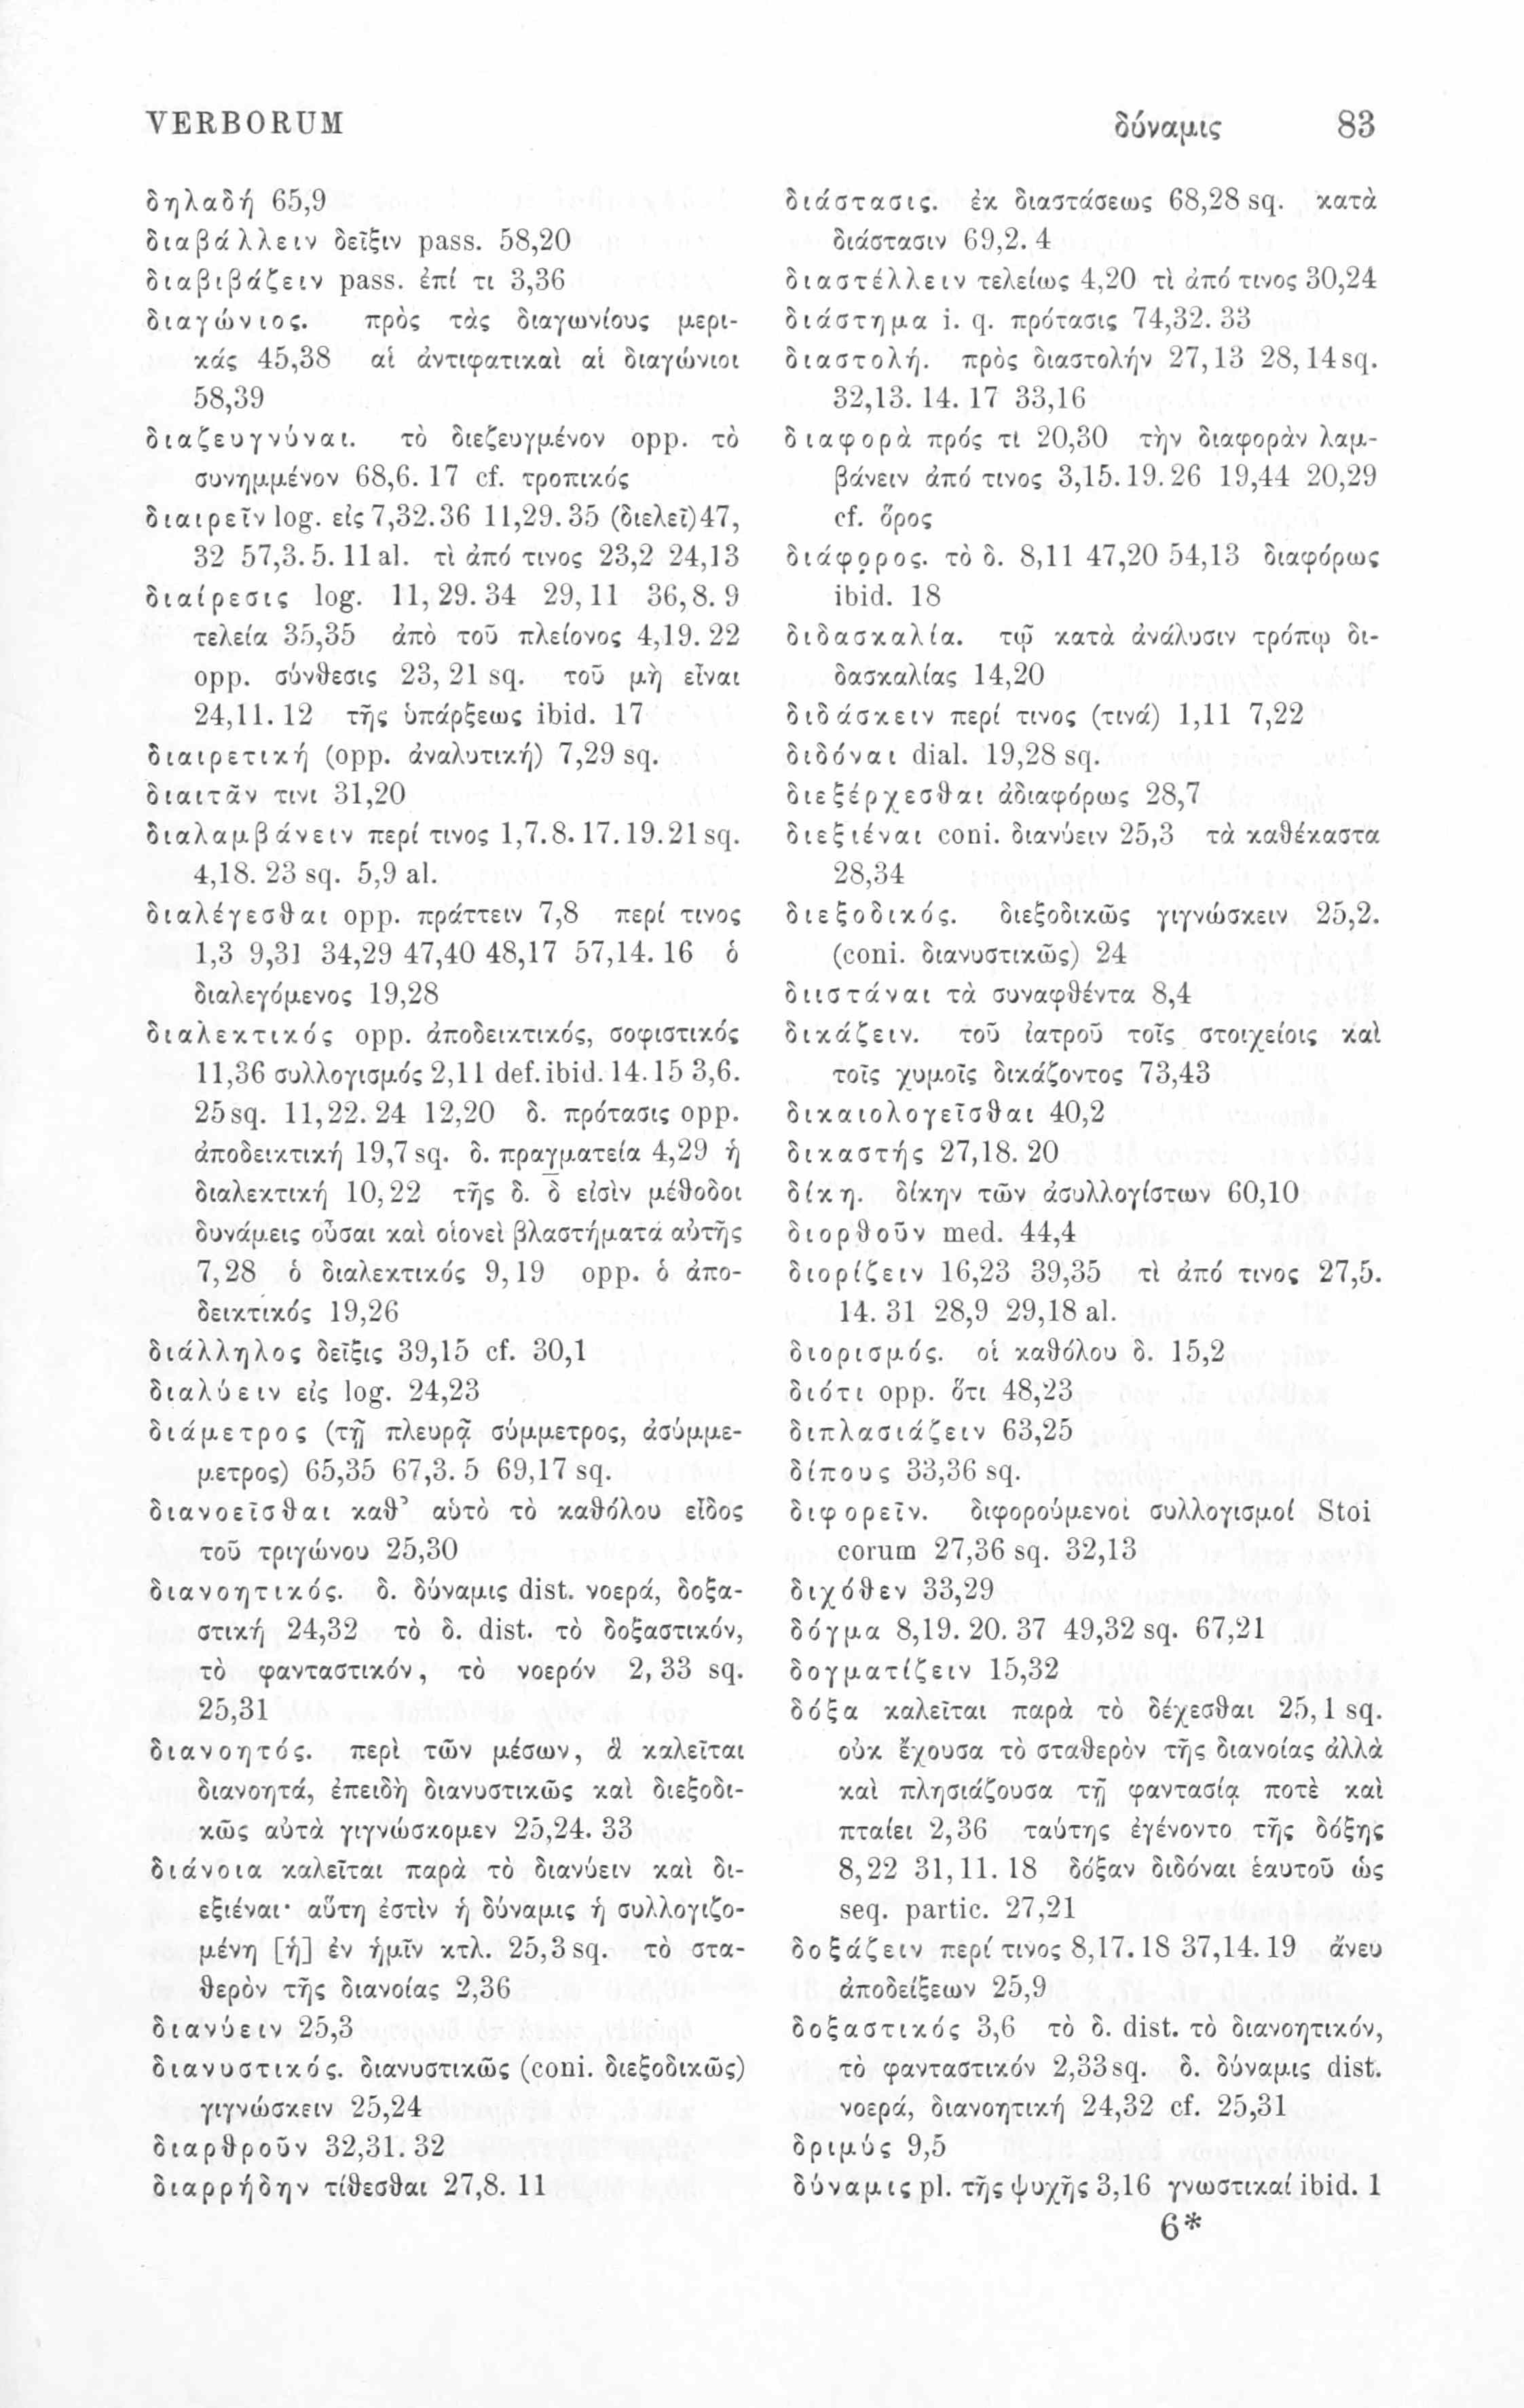 VERBORUM δύναμις 83
δηλαδή 65,9
διαβάλλειν δεῖξιν pass. 58,20
διαβιβάζειν pass. ἐπί τι 3,36
διαγώνιος. πρὸς τὰς διαγωνίους μερι-
κάς 45,38 αἱ ἀντιφατικαὶ αἱ διαγώνιοι
58,39
διαζευγνύναι. τὸ διεζευγμένον opp. τὸ
συνημμένον 68,6. 17 cf. τροπικός
διαιρεῖν log. εἰς 7,32. 36 11,29. 35 (διελεῖ) 47,
32 57,3. 5. 11 al. τὶ ἀπό τινος 23,2 24,13
διαίρεσις log. 11, 29. 34 29, 11 36, 8. 9
τελεία 35,35 ἀπὸ τοῦ πλείονος 4,19. 22
opp. σύνθεσις 23, 21 sq. τοῦ μὴ εἶναι
24,11. 12 τῆς ὑπάρξεως ibid. 17
διαιρετική (opp. ἀναλυτική) 7,29 sq.
διαιτᾶν τινι 31,20
διαλαμβάνειν περί τινος 1,7. 8. 17. 19. 21 sq.
4,18. 23 sq. 5,9 al.
διαλέγεσθαι opp. πράττειν 7,8 περί τινος
1,3 9,31 34,29 47,40 48,17 57,14. 16 ὁ
διαλεγόμενος 19,28
διαλεκτικός opp. ἀποδεικτικός, σοφιστικός
11,36 συλλογισμός 2,11 def. ibid. 14. 15 3,6.
25 sq. 11,22. 24 12,20 δ. πρότασις opp.
ἀποδεικτική 19,7 sq. δ. πραγματεία 4,29 ἡ
διαλεκτική 10,22 τῆς δ. δ̄ εἰσὶν μέθοδοι
δυνάμεις οὖσαι καὶ οἱονεὶ βλαστήματα αὐτῆς
7,28 ὁ διαλεκτικός 9,19 opp. ὁ ἀπο-
δεικτικός 19,26
διάλληλος δεῖξις 39,15 cf. 30,1
διαλύειν εἰς log. 24,23
διάμετρος (τῇ πλευρᾷ σύμμετρος, ἀσύμμε-
μετρος) 65,35 67,3. 5 69,17 sq.
διανοεῖσθαι καθ’ αὑτὸ τὸ καθόλου εἶδος
τοῦ τριγώνου 25,30
διανοητικός. δ. δύναμις dist. νοερά, δοξα-
στική 24,32 τὸ δ. dist. τὸ δοξαστικόν,
τὸ φανταστικόν, τὸ νοερόν 2, 33 sq.
25,31
διανοητός. περὶ τῶν μέσων, ἃ καλεῖται
διανοητά, ἐπειδὴ διανυστικῶς καὶ διεξοδι-
κῶς αὐτὰ γιγνώσκομεν 25,24. 33
διάνοια καλεῖται παρὰ τὸ διανύειν καὶ δι-
εξιέναι· αὕτη ἐστὶν ἡ δύναμις ἡ συλλογιζο-
μένη [ἡ] ἐν ἡμῖν κτλ. 25,3 sq. τὸ στα-
θερὸν τῆς διανοίας 2,36
διανύειν 25,3
διανυστικός. διανυστικῶς (coni. διεξοδικῶς)
γιγνώσκειν 25,24
διαρθροῦν 32,31. 32
διαρρήδην τίθεσθαι 27,8. 11
διάστασις. ἐκ διαστάσεως 68,28 sq. κατὰ
διάστασιν 69,2. 4
διαστέλλειν τελείως 4,20 τὶ ἀπό τινος 30,24
διάστημα i. q. πρότασις 74,32. 33
διαστολή. πρὸς διαστολήν 27,13 28,14 sq.
32,13. 14. 17 33,16
διαφορὰ πρός τι 20,30 τὴν διαφορὰν λαμ-
βάνειν ἀπό τινος 3,15. 19. 26 19,44 20,29
cf. ὅρος
διάφορος. τὸ δ. 8,11 47,20 54,13 διαφόρως
ibid. 18
διδασκαλία. τῷ κατὰ ἀνάλυσιν τρόπῳ δι-
δασκαλίας 14,20
διδάσκειν περί τινος (τινά) 1,11 7,22
διδόναι dial. 19,28 sq.
διεξέρχεσθαι ἀδιαφόρως 28,7
διεξιέναι coni. διανύειν 25,3 τὰ καθέκαστα
28,34
διεξοδικός. διεξοδικῶς γιγνώσκειν 25,2.
(coni. διανυστικῶς) 24
διιστάναι τὰ συναφθέντα 8,4
δικάζειν. τοῦ ἰατροῦ τοῖς στοιχείοις καὶ
τοῖς χυμοῖς δικάζοντος 73,43
δικαιολογεῖσθαι 40,2
δικαστής 27,18. 20
δίκη. δίκην τῶν ἀσυλλογίστων 60,10
διορθοῦν med. 44,4
διορίζειν 16,23 39,35 τὶ ἀπό τινος 27,5.
14. 31 28,9 29,18 al.
διορισμός. οἱ καθόλου δ. 15,2
διότι opp. ὅτι 48,23
διπλασιάζειν 63,25
δίπους 33,36 sq.
διφορεῖν. διφορούμενοι συλλογισμοί Stoi
corum 27,36 sq. 32,13
διχόθεν 33,29
δόγμα 8,19. 20. 37 49,32 sq. 67,21
δογματίζειν 15,32
δόξα καλεῖται παρὰ τὸ δέχεσθαι 25, 1 sq.
οὐκ ἔχουσα τὸ σταθερὸν τῆς διανοίας ἀλλὰ
καὶ πλησιάζουσα τῇ φαντασίᾳ ποτὲ καὶ
πταίει 2,36 ταύτης ἐγένοντο τῆς δόξης
8,22 31,11. 18 δόξαν διδόναι ἑαυτοῦ ὡς
seq. partic. 27,21
δοξάζειν περί τινος 8,17. 18 37,14. 19 ἄνευ
ἀποδείξεων 25,9
δοξαστικός 3,6 τὸ δ. dist. τὸ διανοητικόν,
τὸ φανταστικόν 2,33 sq. δ. δύναμις dist.
νοερά, διανοητική 24,32 cf. 25,31
δριμύς 9,5
δύναμις pl. τῆς ψυχῆς 3,16 γνωστικαί ibid. 1
6*